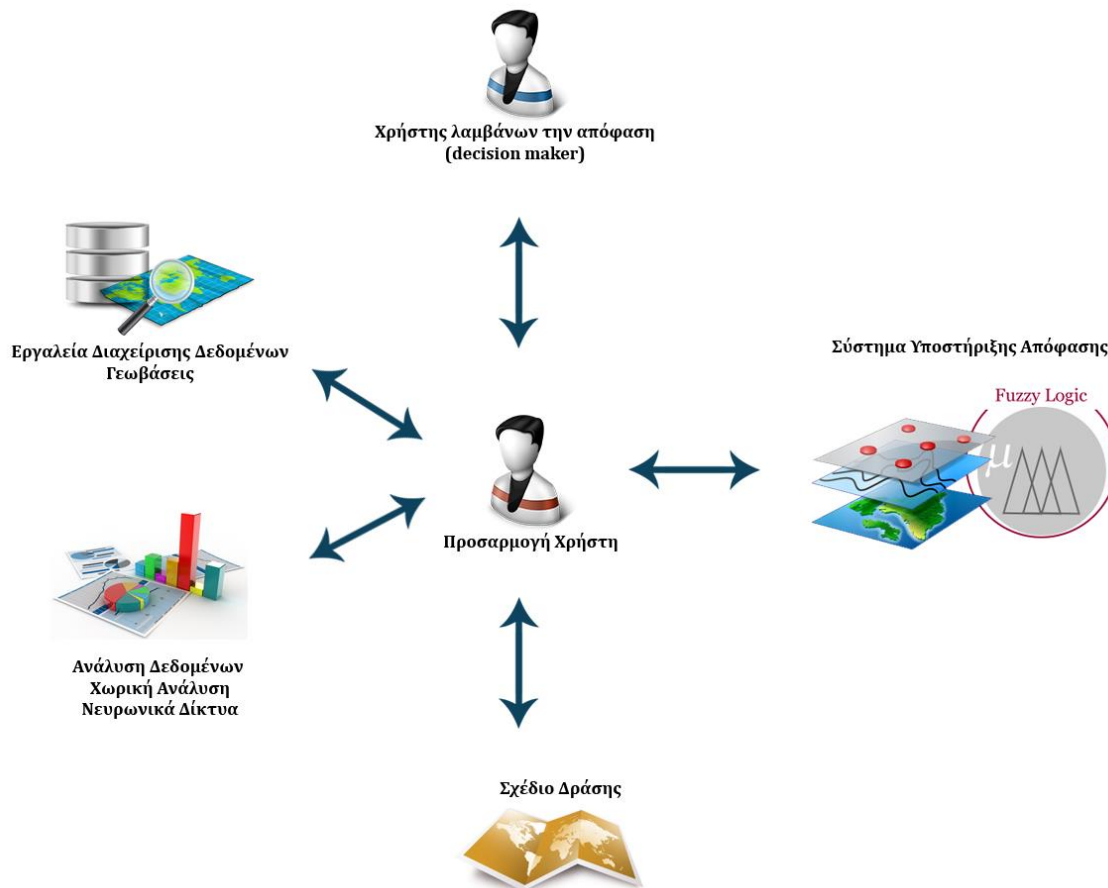 Χρήστης λαμβάνων την απόφαση
(decision maker)
Εργαλεία Διαχείρισης Δεδομένων
Γεωβάσεις
Σύστημα Υποστήριξης Απόφασης
Fuzzy Logic
μ
Προσαρμογή Χρήστη
Ανάλυση Δεδομένων
Χωρική Ανάλυση
Νευρωνικά Δίκτυα
Σχέδιο Δράσης